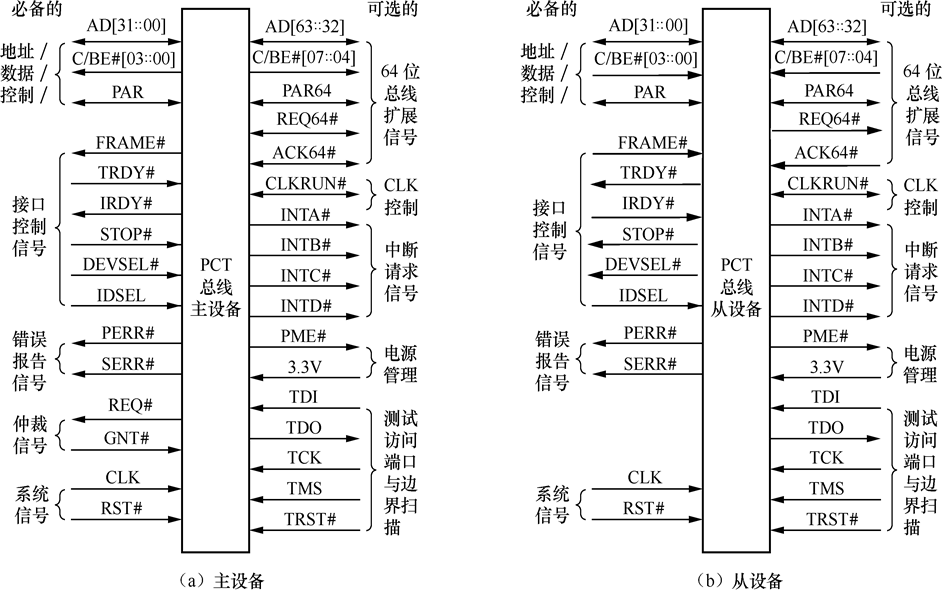 必备的
可选的
地址/
数据/
控制/
AD[31::00]
C/BE#[03::00]
PAR
接口
控制
信号
FRAME#
TRDY#
IRDY#
STOP#
DEVSEL#
IDSEL
错误
报告
信号
PERR#
SERR#
仲裁
信号
REQ#
GNT#
系统
信号
CLK
RST#
PCT
总线
主设备
AD[63::32]
C/BE#[07::04]
PAR64
REQ64#
ACK64#
64 位
总线
扩展
信号
CLKRUN#
CLK
控制
INTA#
INTB#
INTC#
INTD#
中断
请求
信号
PME#
3.3V
电源
管理
TDI
TDO
TCK
TMS
TRST#
测试
访问
端口
与边
界扫
描
(a)主设备
必备的
可选的
地址/
数据/
控制/
AD[31::00]
C/BE#[03::00]
PAR
接口
控制
信号
FRAME#
TRDY#
IRDY#
STOP#
DEVSEL#
IDSEL
错误
报告
信号
PERR#
SERR#
系统
信号
CLK
RST#
PCT
总线
从设备
AD[63::32]
C/BE#[07::04]
PAR64
REQ64#
ACK64#
64 位
总线
扩展
信号
CLKRUN#
CLK
控制
INTA#
INTB#
INTC#
INTD#
中断
请求
信号
PME#
3.3V
电源
管理
TDI
TDO
TCK
TMS
TRST#
测试
访问
端口
与边
界扫
描
(b)从设备